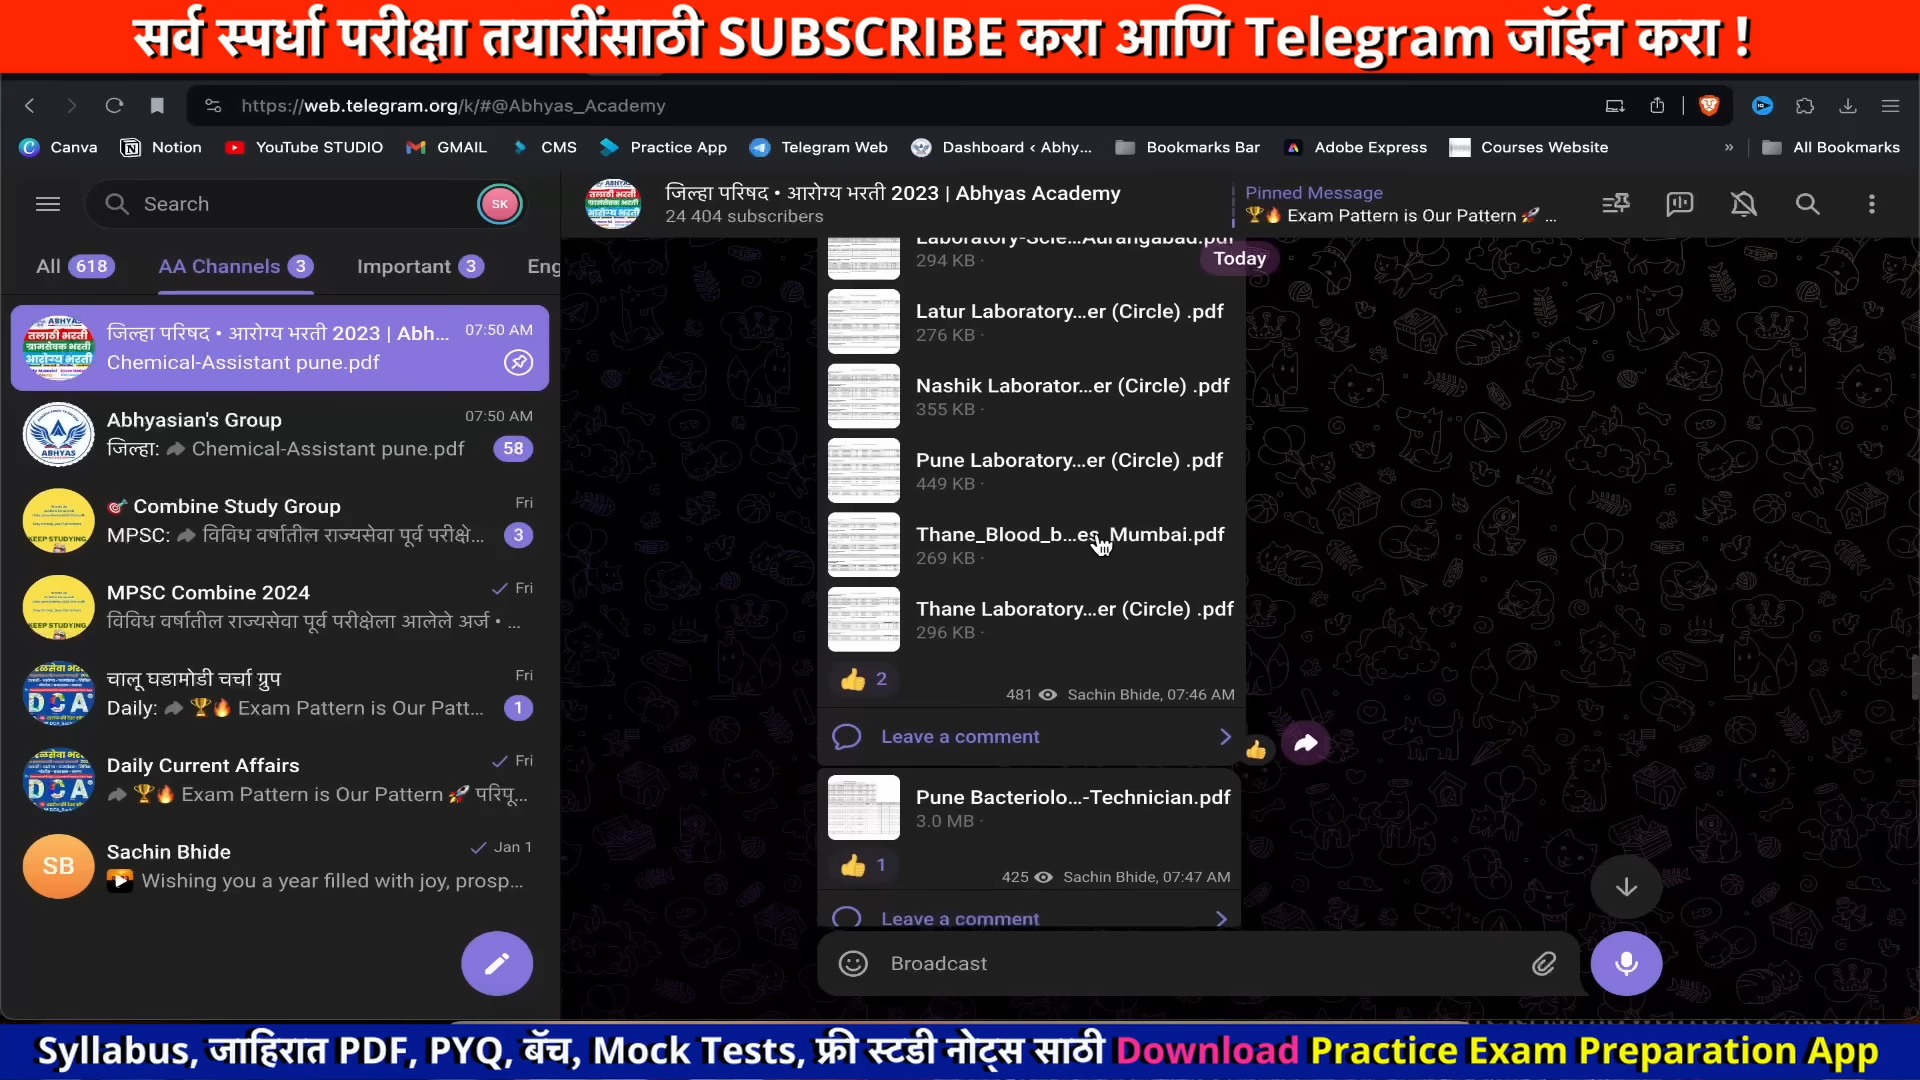 सर्व स्पर्धा परीक्षा तयारींसाठी SUBSCRIBE करा आणि Telegram जॉईन करा !
https://web.telegram.org/k/#@Abhyas_Academy
Canva
Notion
YouTube STUDIO
GMAIL
CMS
Practice App
Telegram Web
Dashboard ‹ Abhy...
Bookmarks Bar
Adobe Express
Courses Website
»
All Bookmarks
Search
SK
All 618
AA Channels 3
Important 3
Eng
जिल्हा परिषद • आरोग्य भरती 2023 | Abh... 07:50 AM
Chemical-Assistant pune.pdf
Abhyasian's Group 07:50 AM
जिल्हा: Chemical-Assistant pune.pdf 58
Combine Study Group Fri
MPSC: विविध वर्षातील राज्यसेवा पूर्व परीक्षे... 3
MPSC Combine 2024 Fri
विविध वर्षातील राज्यसेवा पूर्व परीक्षेला आलेले अर्ज • ...
चालू घडामोडी चर्चा ग्रुप Fri
Daily: 🏆🔥 Exam Pattern is Our Patt... 1
Daily Current Affairs Fri
🏆🔥 Exam Pattern is Our Pattern 🚀 परिपू...
SB
Sachin Bhide Jan 1
Wishing you a year filled with joy, prosp...
जिल्हा परिषद • आरोग्य भरती 2023 | Abhyas Academy
24 404 subscribers
Pinned Message
🏆🔥 Exam Pattern is Our Pattern 🚀 ...
Today
Laboratory-Scie...Aurangabad.pdf
294 KB ·
Latur Laboratory...er (Circle) .pdf
276 KB ·
Nashik Laborator...er (Circle) .pdf
355 KB ·
Pune Laboratory...er (Circle) .pdf
449 KB ·
Thane_Blood_b...es_Mumbai.pdf
269 KB ·
Thane Laboratory...er (Circle) .pdf
296 KB ·
👍 2
481 Sachin Bhide, 07:46 AM
Leave a comment
Pune Bacteriolo...-Technician.pdf
3.0 MB ·
👍 1
425 Sachin Bhide, 07:47 AM
Leave a comment
Broadcast
Syllabus, जाहिरात PDF, PYQ, बॅच, Mock Tests, फ्री स्टडी नोट्स साठी Download Practice Exam Preparation App